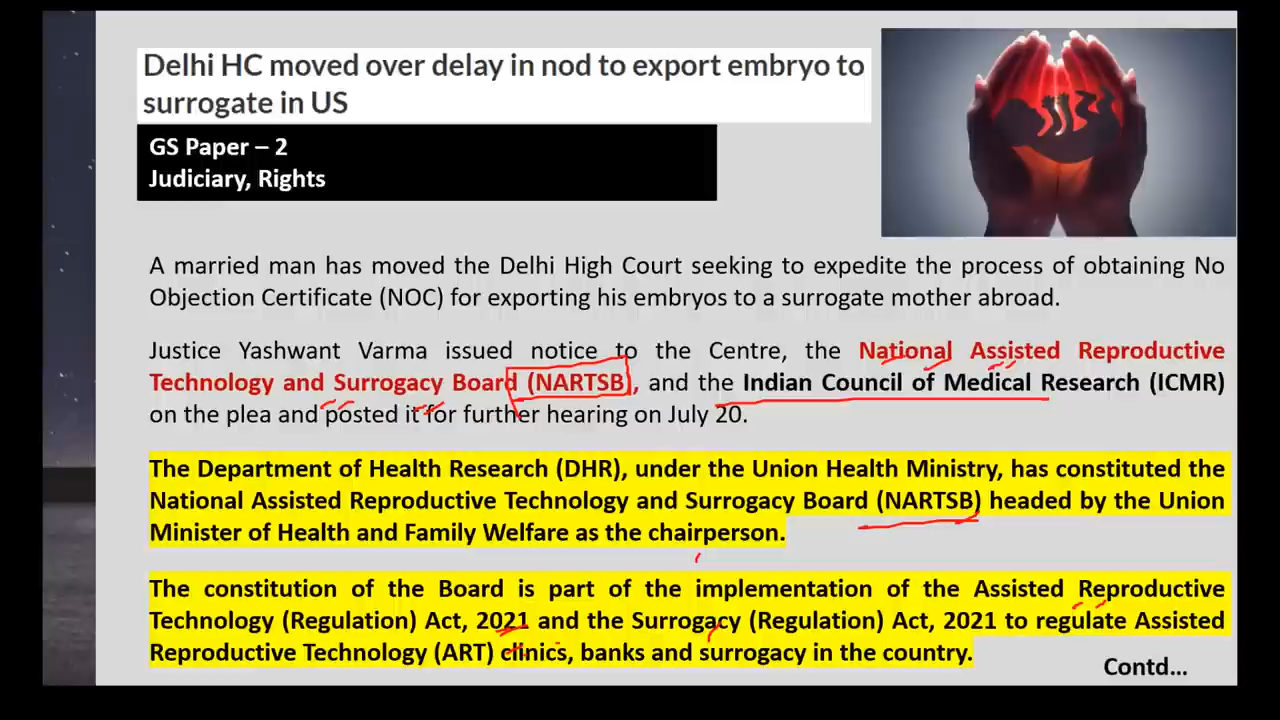 Delhi HC moved over delay in nod to export embryo to
surrogate in US
GS Paper – 2
Judiciary, Rights
A married man has moved the Delhi High Court seeking to expedite the process of obtaining No
Objection Certificate (NOC) for exporting his embryos to a surrogate mother abroad.
Justice Yashwant Varma issued notice to the Centre, the National Assisted Reproductive
Technology and Surrogacy Board (NARTSB), and the Indian Council of Medical Research (ICMR)
on the plea and posted it for further hearing on July 20.
The Department of Health Research (DHR), under the Union Health Ministry, has constituted the
National Assisted Reproductive Technology and Surrogacy Board (NARTSB) headed by the Union
Minister of Health and Family Welfare as the chairperson.
The constitution of the Board is part of the implementation of the Assisted Reproductive
Technology (Regulation) Act, 2021 and the Surrogacy (Regulation) Act, 2021 to regulate Assisted
Reproductive Technology (ART) clinics, banks and surrogacy in the country.
Contd...